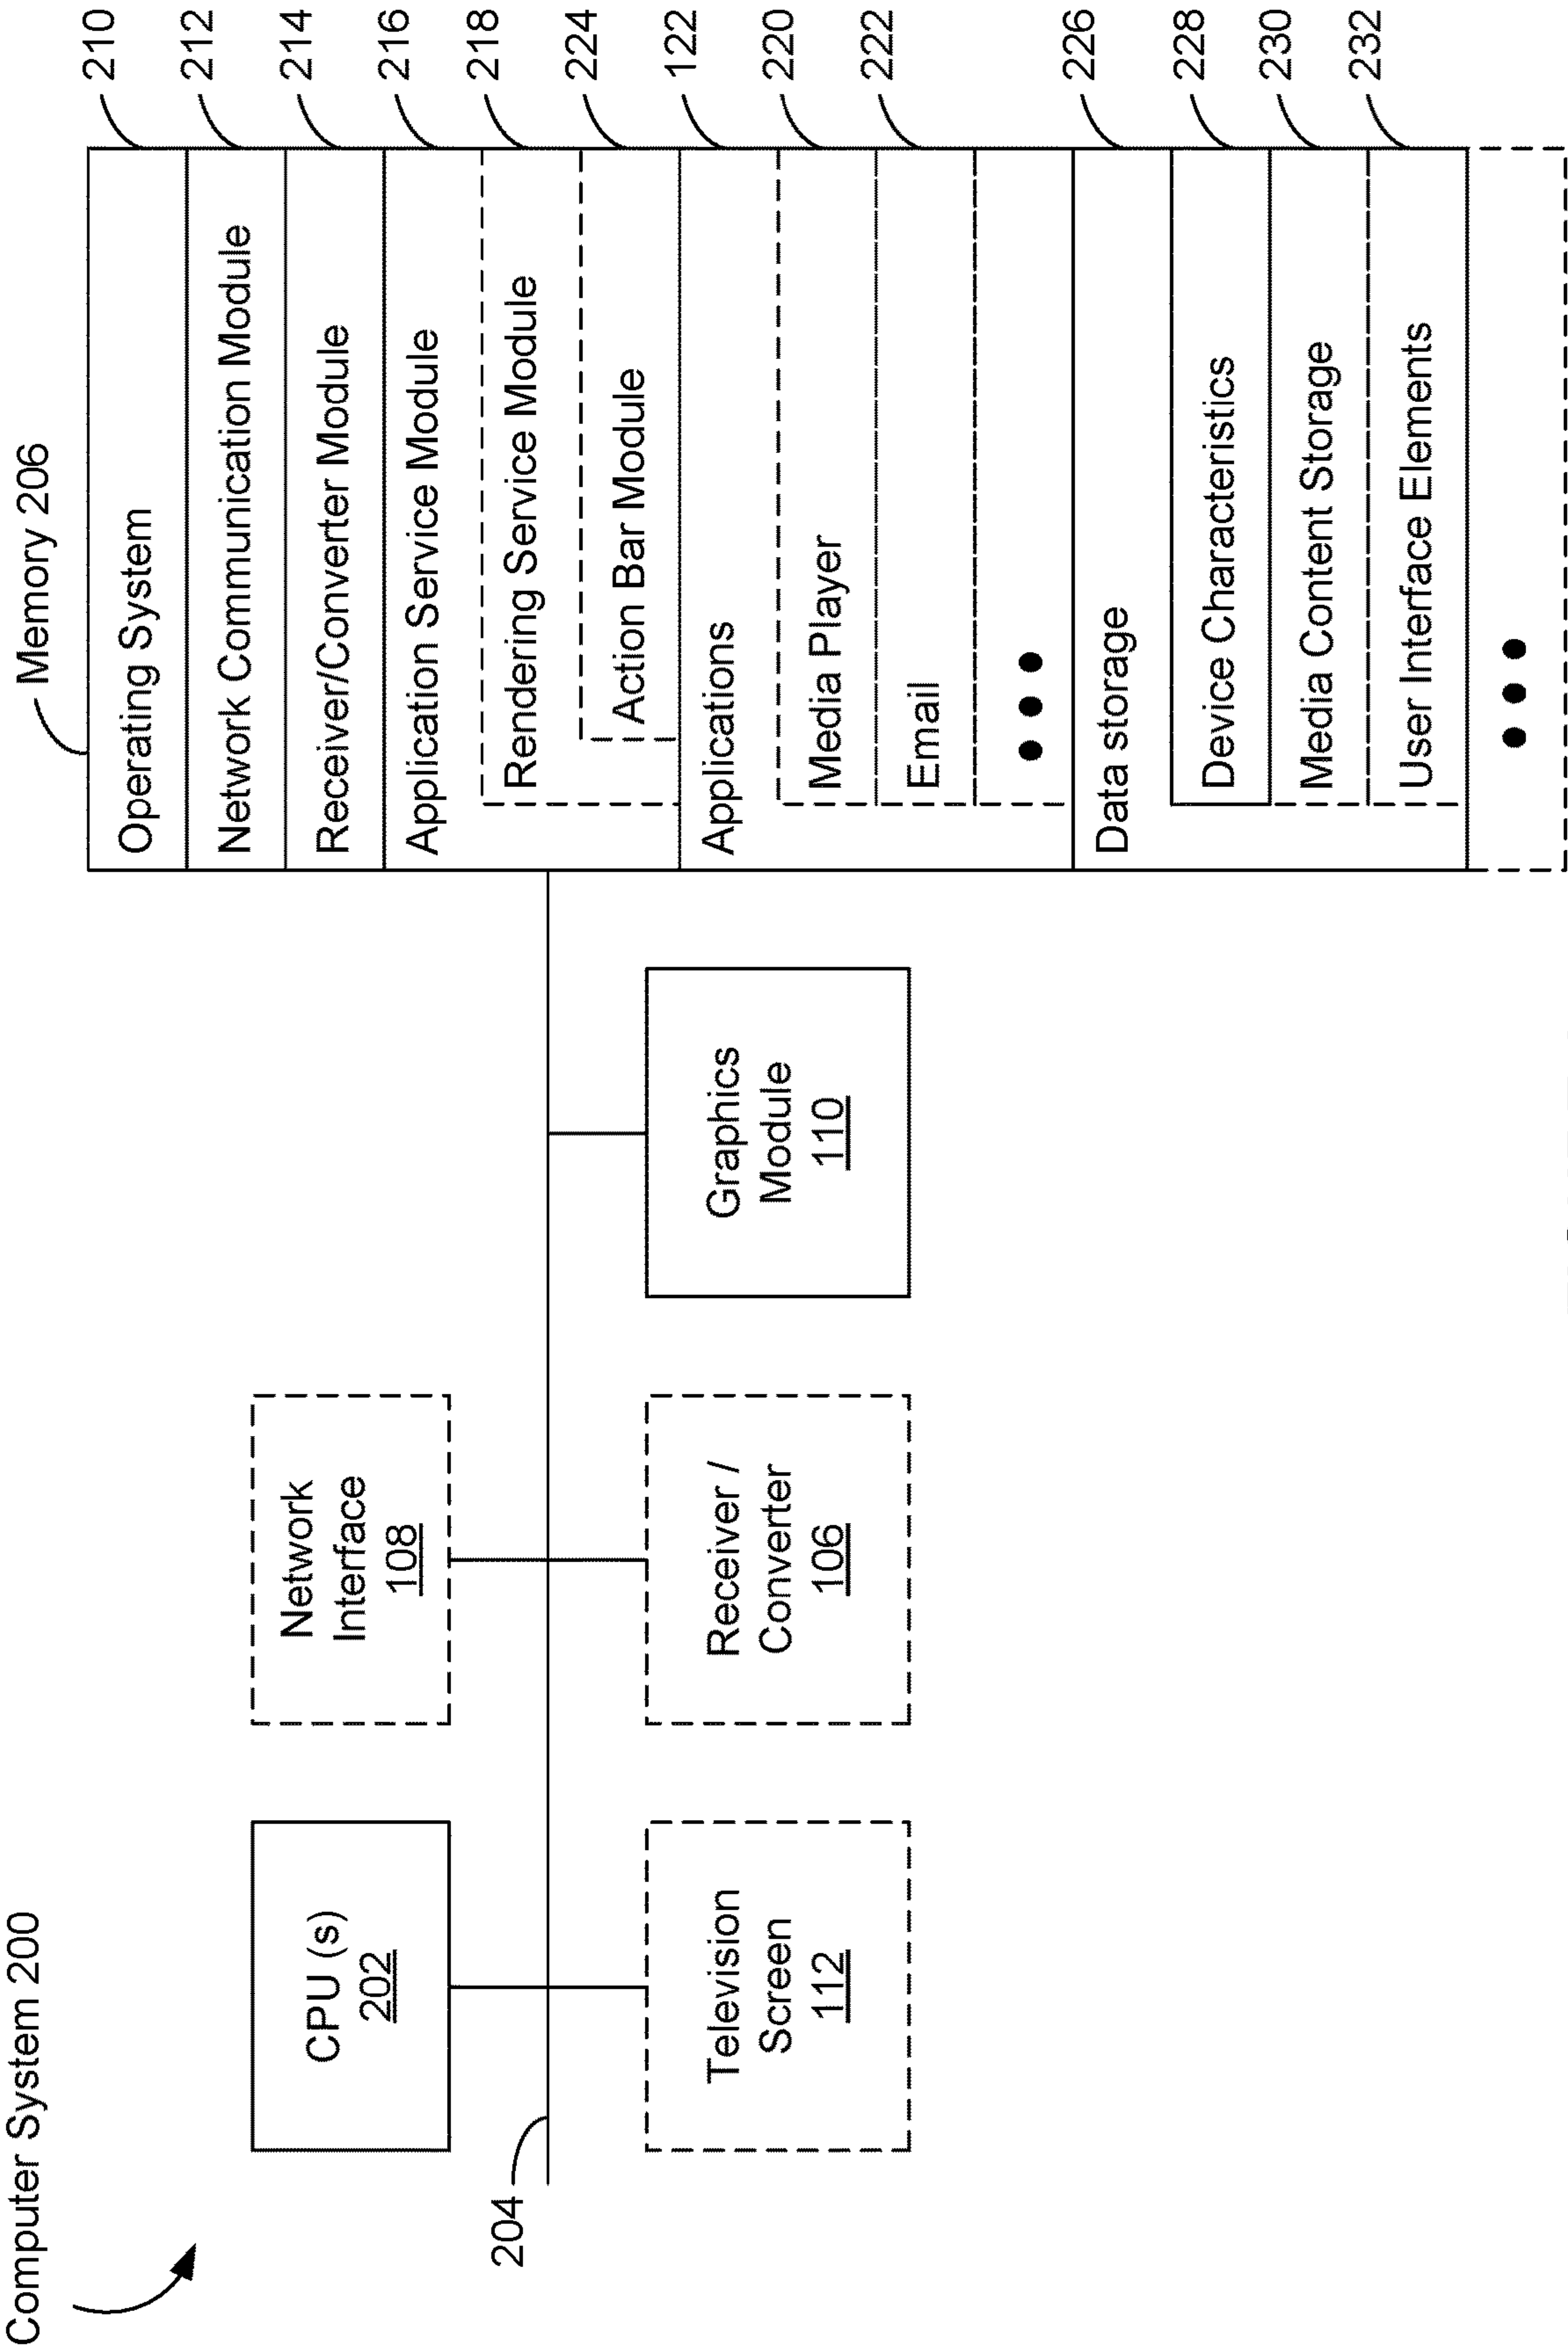 Computer System 200
CPU (s)
202
Network
Interface
108
204
Television
Screen
112
Receiver /
Converter
106
Graphics
Module
110
Memory 206
Operating System
210
Network Communication Module
212
Receiver/Converter Module
214
Application Service Module
216
Rendering Service Module
218
Action Bar Module
224
Applications
122
Media Player
220
Email
222
Data storage
226
Device Characteristics
228
Media Content Storage
230
User Interface Elements
232